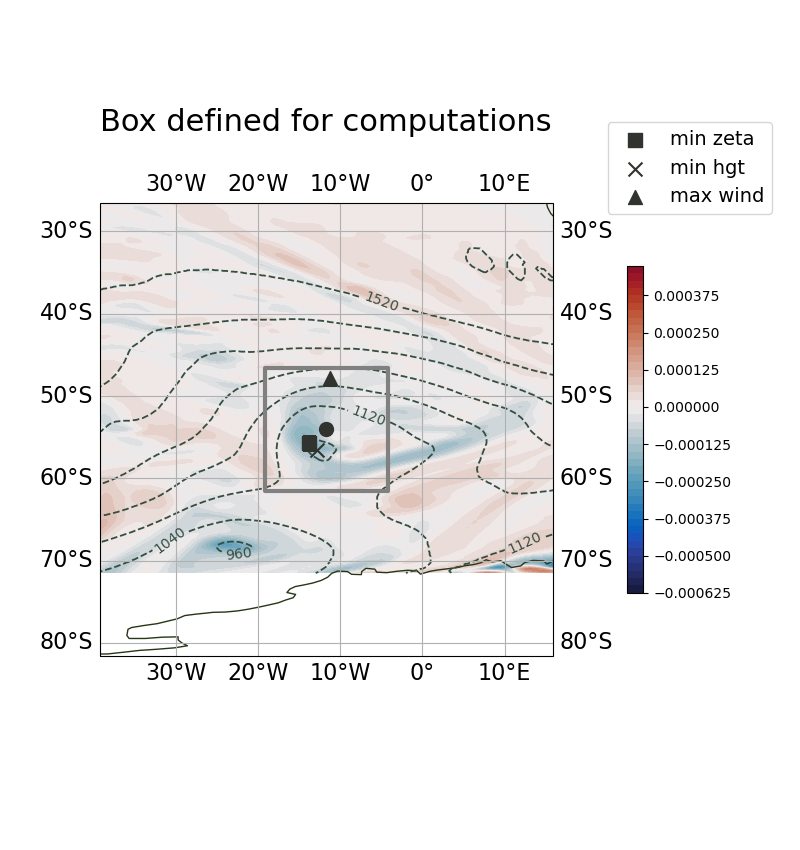 Box defined for computations
min zeta
min hgt
max wind
30°W 20°W 10°W 0° 10°E
30°S 30°S
40°S 40°S
50°S 50°S
60°S 60°S
70°S 70°S
80°S 80°S
1520
1120
1040
960
1120
30°W 20°W 10°W 0° 10°E
0.000375
0.000250
0.000125
0.000000
−0.000125
−0.000250
−0.000375
−0.000500
−0.000625